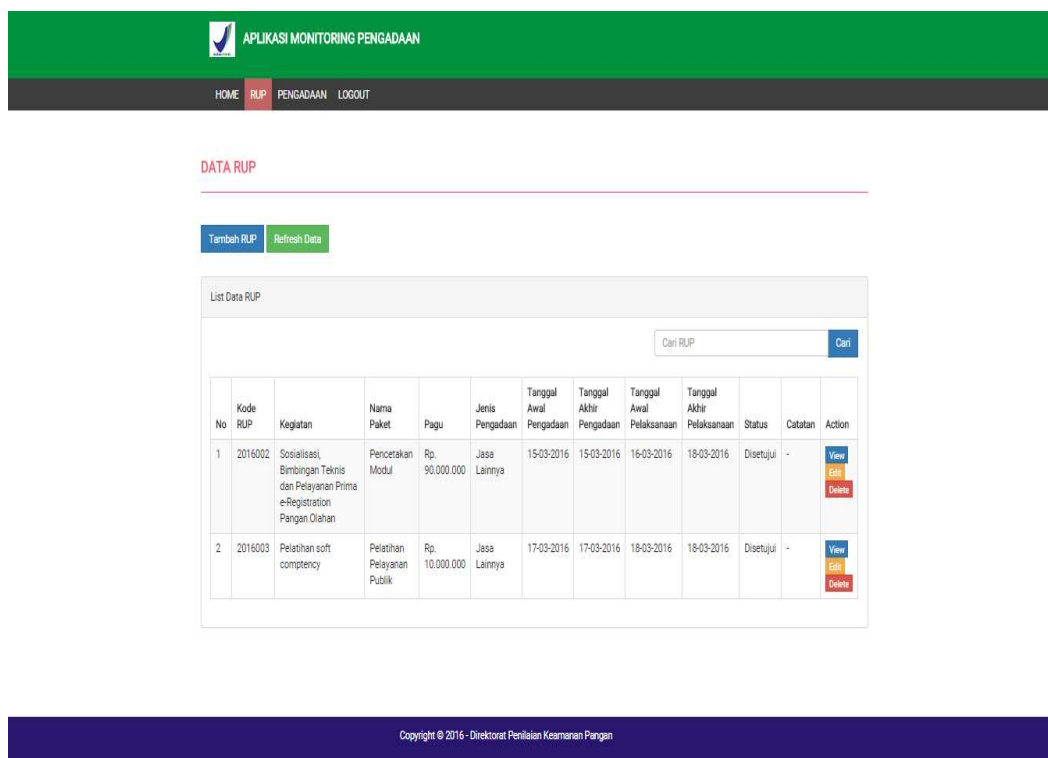 APLIKASI MONITORING PENGADAAN
HOME RUP PENGADAAN LOGOUT
DATA RUP
Tambah RUP Refresh Data
List Data RUP
Cari RUP Cari
No Kode RUP Kegiatan Nama Paket Pagu Jenis Pengadaan Tanggal Awal Pengadaan Tanggal Akhir Pengadaan Tanggal Awal Pelaksanaan Tanggal Akhir Pelaksanaan Status Catatan Action
1 2016002 Sosialisasi, Bimbingan Teknis dan Pelayanan Prima e-Registration Pangan Olahan Pencetakan Modul Rp. 90.000.000 Jasa Lainnya 15-03-2016 15-03-2016 16-03-2016 18-03-2016 Disetujui - View Edit Delete
2 2016003 Pelatihan soft comptency Pelatihan Pelayanan Publik Rp. 10.000.000 Jasa Lainnya 17-03-2016 17-03-2016 18-03-2016 18-03-2016 Disetujui - View Edit Delete
Copyright © 2016 - Direktorat Penilaian Keamanan Pangan